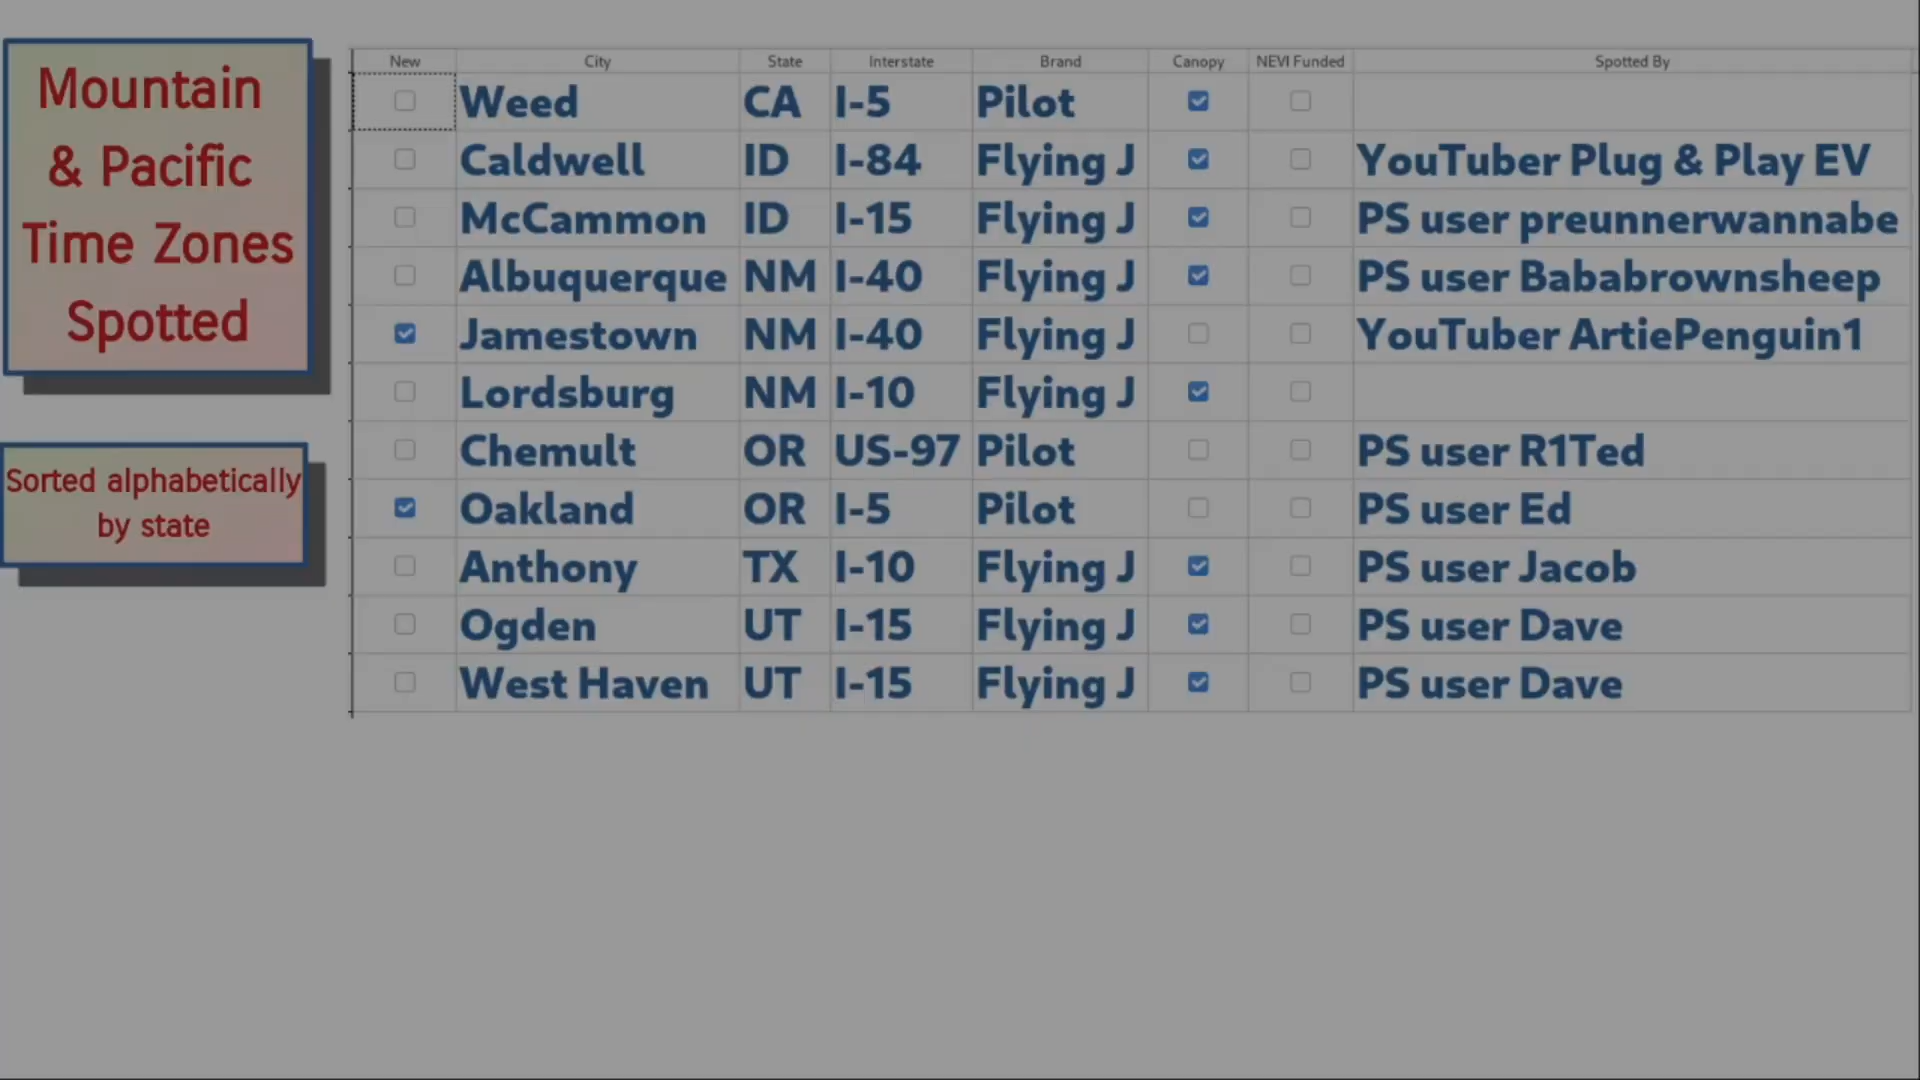 Mountain
& Pacific
Time Zones
Spotted
Sorted alphabetically
by state
New City State Interstate Brand Canopy NEVI Funded Spotted By
Weed CA I-5 Pilot
Caldwell ID I-84 Flying J YouTuber Plug & Play EV
McCammon ID I-15 Flying J PS user preunnerwannabe
Albuquerque NM I-40 Flying J PS user Bababrownsheep
Jamestown NM I-40 Flying J YouTuber ArtiePenguin1
Lordsburg NM I-10 Flying J
Chemult OR US-97 Pilot PS user R1Ted
Oakland OR I-5 Pilot PS user Ed
Anthony TX I-10 Flying J PS user Jacob
Ogden UT I-15 Flying J PS user Dave
West Haven UT I-15 Flying J PS user Dave